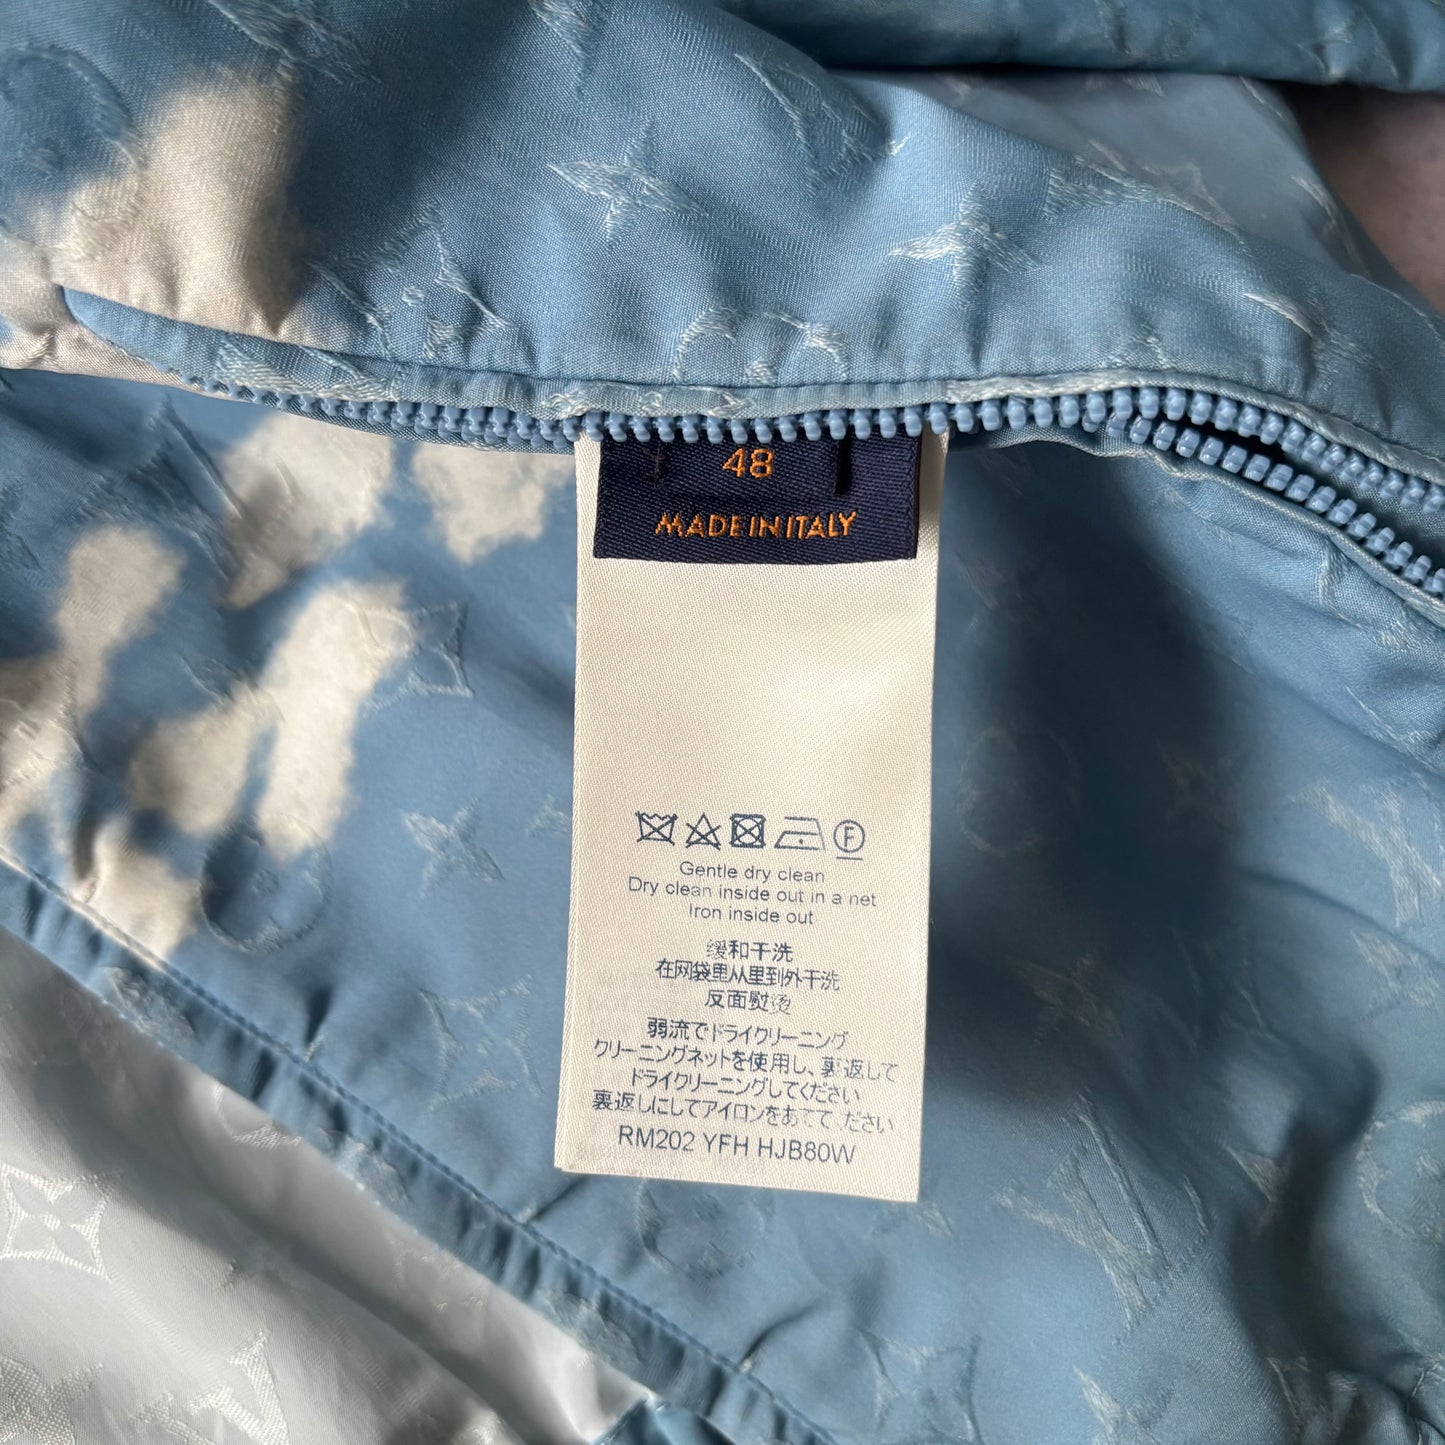 48
MADE IN ITALY
F
Gentle dry clean
Dry clean inside out in a net
Iron inside out
缓和干洗
在网袋里从里到外干洗
反面熨烫
弱流でドライクリーニング
クリーニングネットを使用し、裏返して
ドライクリーニングしてください
裏返しにしてアイロンをあてて ださい
RM202 YFH HJB80W